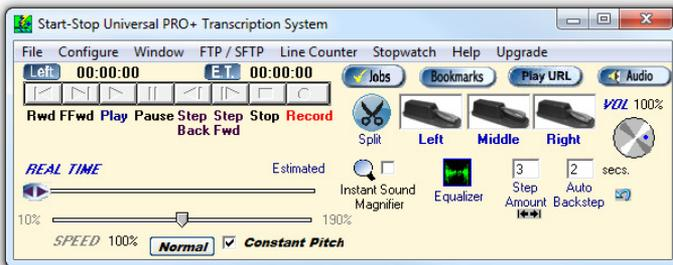 Start-Stop Universal PRO+ Transcription System
File Configure Window FTP / SFTP Line Counter Stopwatch Help Upgrade
Left 00:00:00 E.T. 00:00:00 Jobs Bookmarks Play URL Audio
Rwd FFwd Play Pause Step Back Step Fwd Stop Record
VOL 100%
Split Left Middle Right
REAL TIME Estimated
3 2 secs.
Instant Sound Magnifier Equalizer Step Amount Auto Backstep
10% 190%
SPEED 100% Normal Constant Pitch